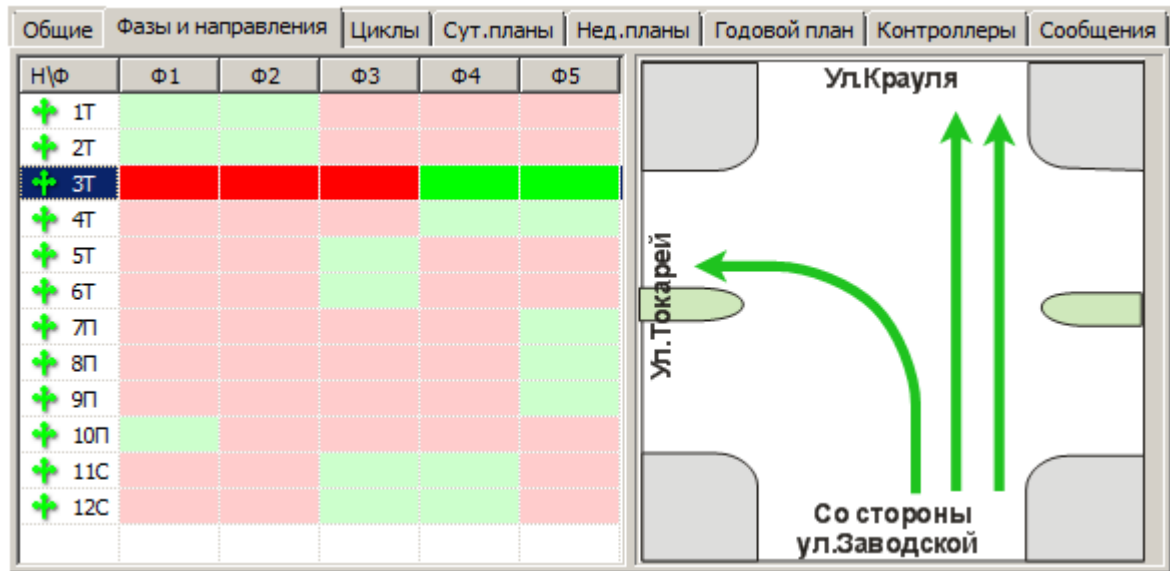 Общие Фазы и направления Циклы Сут.планы Нед.планы Годовой план Контроллеры Сообщения
Н\Ф Ф1 Ф2 Ф3 Ф4 Ф5
1Т
2Т
3Т
4Т
5Т
6Т
7П
8П
9П
10П
11С
12С
Ул.Крауля
Ул.Токарей
Со стороны
ул.Заводской